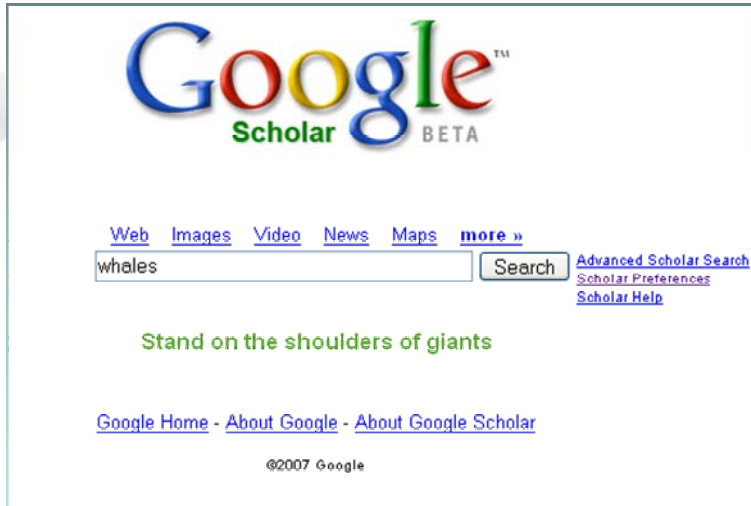 Google™
Scholar BETA
Web Images Video News Maps more »
whales Search Advanced Scholar Search
Scholar Preferences
Scholar Help
Stand on the shoulders of giants
Google Home - About Google - About Google Scholar
©2007 Google